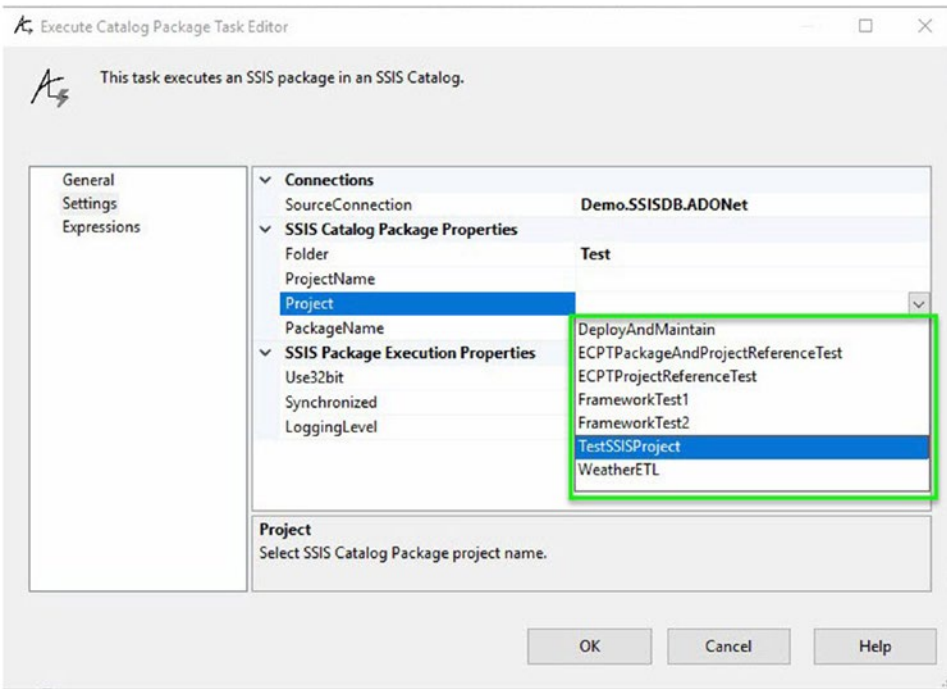 Execute Catalog Package Task Editor
This task executes an SSIS package in an SSIS Catalog.
General
Settings
Expressions
Connections
SourceConnection Demo.SSISDB.ADONet
SSIS Catalog Package Properties
Folder Test
ProjectName
Project
PackageName
SSIS Package Execution Properties
Use32bit
Synchronized
LoggingLevel
DeployAndMaintain
ECPTPackageAndProjectReferenceTest
ECPTProjectReferenceTest
FrameworkTest1
FrameworkTest2
TestSSISProject
WeatherETL
Project
Select SSIS Catalog Package project name.
OK Cancel Help